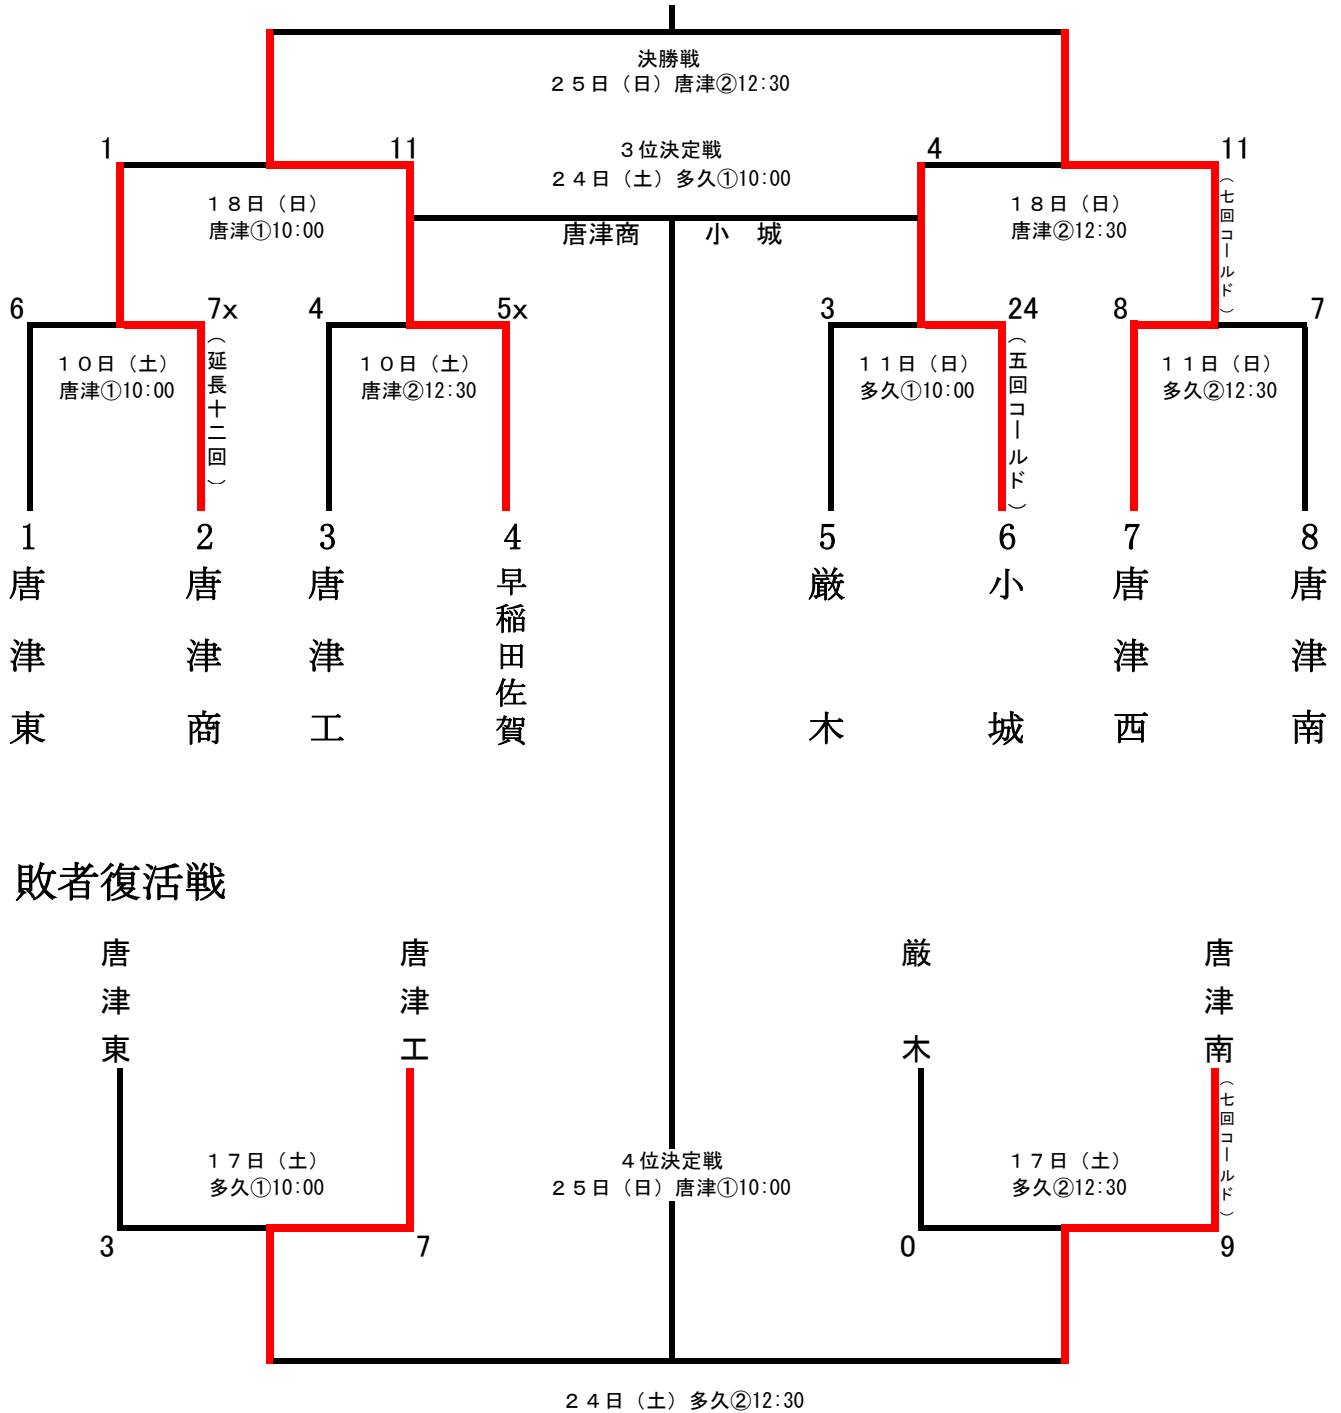 決勝戦
２５日（日）唐津②12:30
1
11
３位決定戦
２４日（土）多久①10:00
4
11
１８日（日）
唐津①10:00
唐津商
小　城
１８日（日）
唐津②12:30
（七回コールド）
6
7x
4
5x
3
24
8
7
１０日（土）
唐津①10:00
（延長十二回）
１０日（土）
唐津②12:30
１１日（日）
多久①10:00
（五回コールド）
１１日（日）
多久②12:30
1
2
3
4
5
6
7
8
唐津東
唐津商
唐津工
早稲田佐賀
厳木
小城
唐津西
唐津南
敗者復活戦
唐津東
唐津工
厳木
唐津南
１７日（土）
多久①10:00
４位決定戦
２５日（日）唐津①10:00
１７日（土）
多久②12:30
（七回コールド）
3
7
0
9
２４日（土）多久②12:30